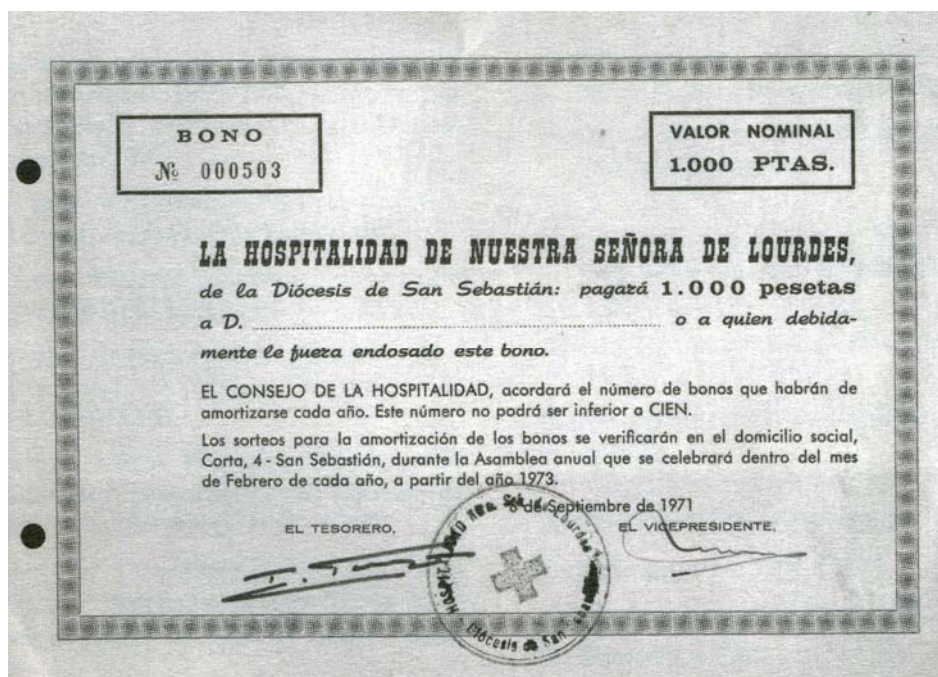 BONO
№ 000503
VALOR NOMINAL
1.000 PTAS.
LA HOSPITALIDAD DE NUESTRA SEÑORA DE LOURDES,
de la Diócesis de San Sebastián: pagará 1.000 pesetas
a D. ........................................ o a quien debida-
mente le fuera endosado este bono.
EL CONSEJO DE LA HOSPITALIDAD, acordará el número de bonos que habrán de
amortizarse cada año. Este número no podrá ser inferior a CIEN.
Los sorteos para la amortización de los bonos se verificarán en el domicilio social,
Corta, 4 - San Sebastián, durante la Asamblea anual que se celebrará dentro del mes
de Febrero de cada año, a partir del año 1973.
de Septiembre de 1971
EL TESORERO,
EL VICEPRESIDENTE,
HOSPITALIDAD Ntra. Sra. de Lourdes
Diócesis de San